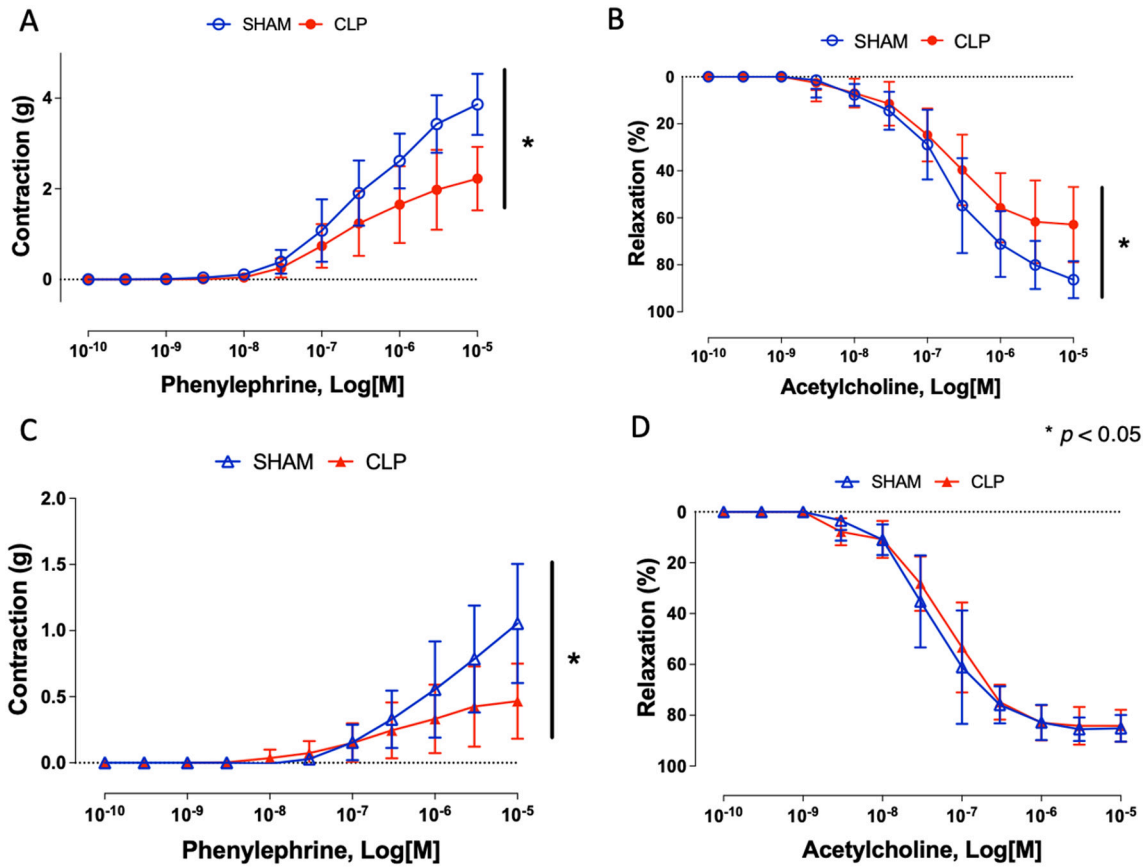 A
SHAM CLP
Contraction (g)
4
2
0
10-10 10-9 10-8 10-7 10-6 10-5
Phenylephrine, Log[M]
B
SHAM CLP
Relaxation (%)
0
20
40
60
80
100
10-10 10-9 10-8 10-7 10-6 10-5
Acetylcholine, Log[M]
*
*
C
SHAM CLP
Contraction (g)
2.0
1.5
1.0
0.5
0.0
10-10 10-9 10-8 10-7 10-6 10-5
Phenylephrine, Log[M]
*
D
* p < 0.05
SHAM CLP
Relaxation (%)
0
20
40
60
80
100
10-10 10-9 10-8 10-7 10-6 10-5
Acetylcholine, Log[M]